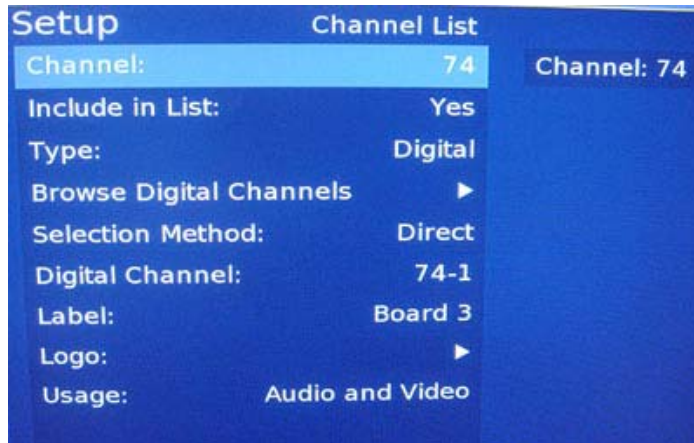 Setup Channel List
Channel: 74 Channel: 74
Include in List: Yes
Type: Digital
Browse Digital Channels ▶
Selection Method: Direct
Digital Channel: 74-1
Label: Board 3
Logo: ▶
Usage: Audio and Video